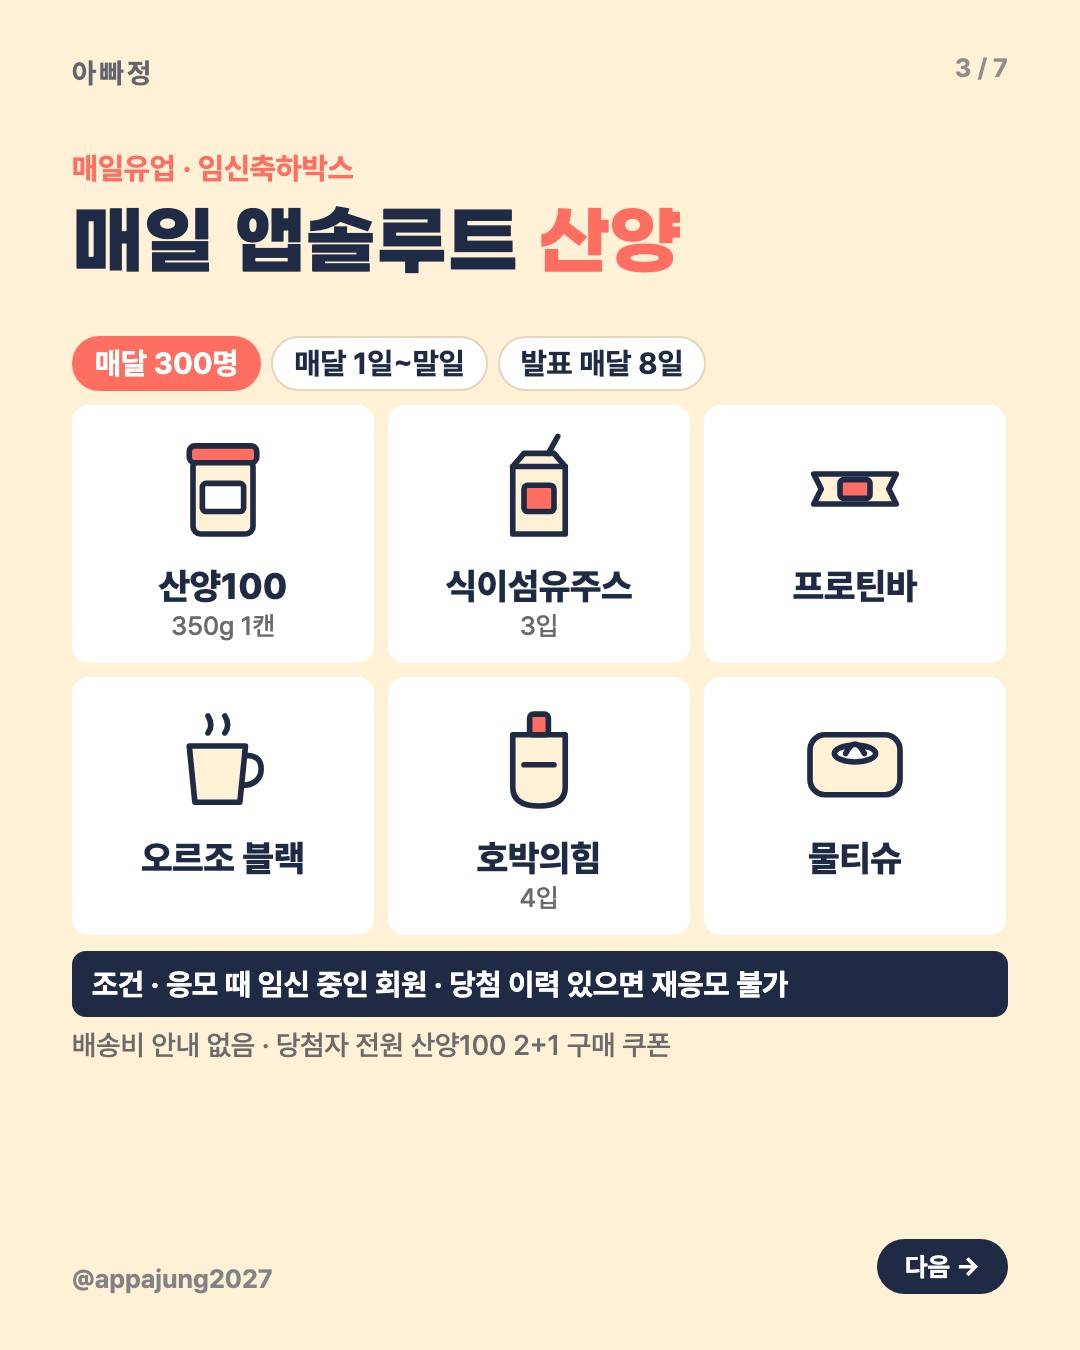 아빠정
3 / 7
매일유업 · 임신축하박스
매일 앱솔루트 산양
매달 300명
매달 1일~말일
발표 매달 8일
산양100
350g 1캔
식이섬유주스
3입
프로틴바
오르조 블랙
호박의힘
4입
물티슈
조건 · 응모 때 임신 중인 회원 · 당첨 이력 있으면 재응모 불가
배송비 안내 없음 · 당첨자 전원 산양100 2+1 구매 쿠폰
@appajung2027
다음 →